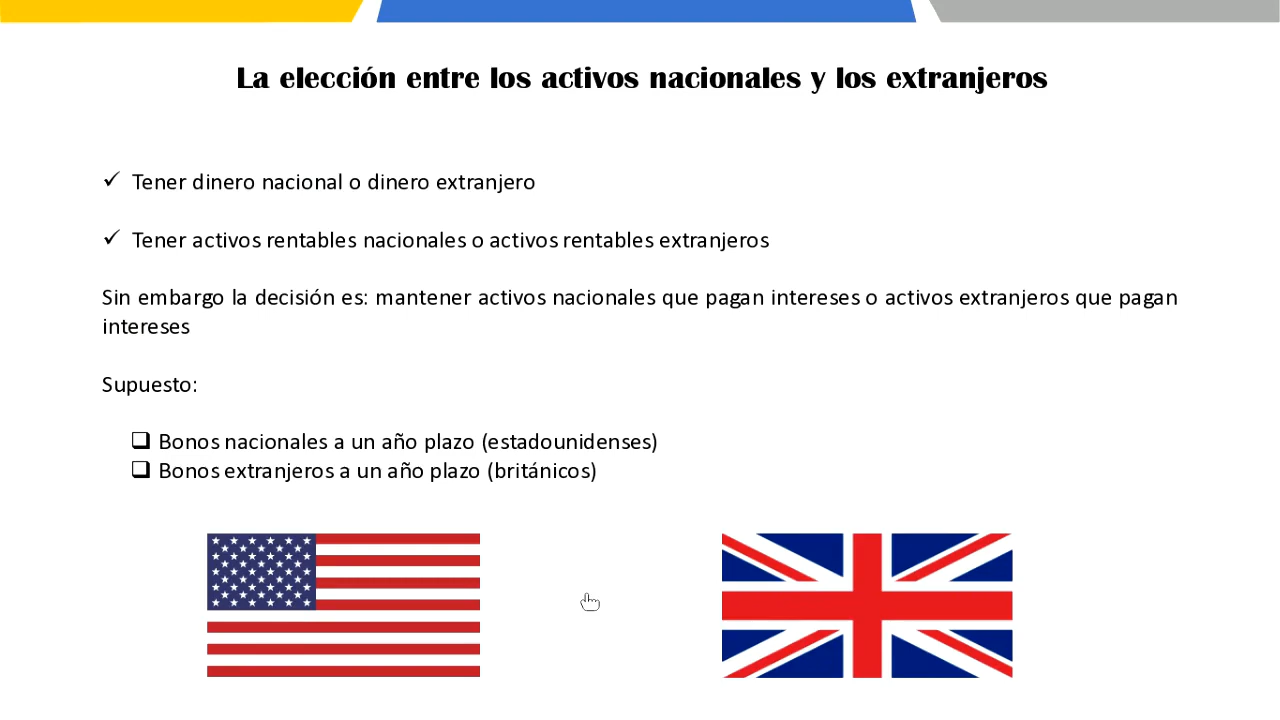 La elección entre los activos nacionales y los extranjeros
✓ Tener dinero nacional o dinero extranjero
✓ Tener activos rentables nacionales o activos rentables extranjeros
Sin embargo la decisión es: mantener activos nacionales que pagan intereses o activos extranjeros que pagan
intereses
Supuesto:
❑ Bonos nacionales a un año plazo (estadounidenses)
❑ Bonos extranjeros a un año plazo (británicos)